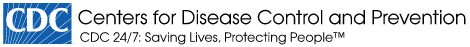 CDC Centers for Disease Control and Prevention
CDC 24/7: Saving Lives, Protecting People™